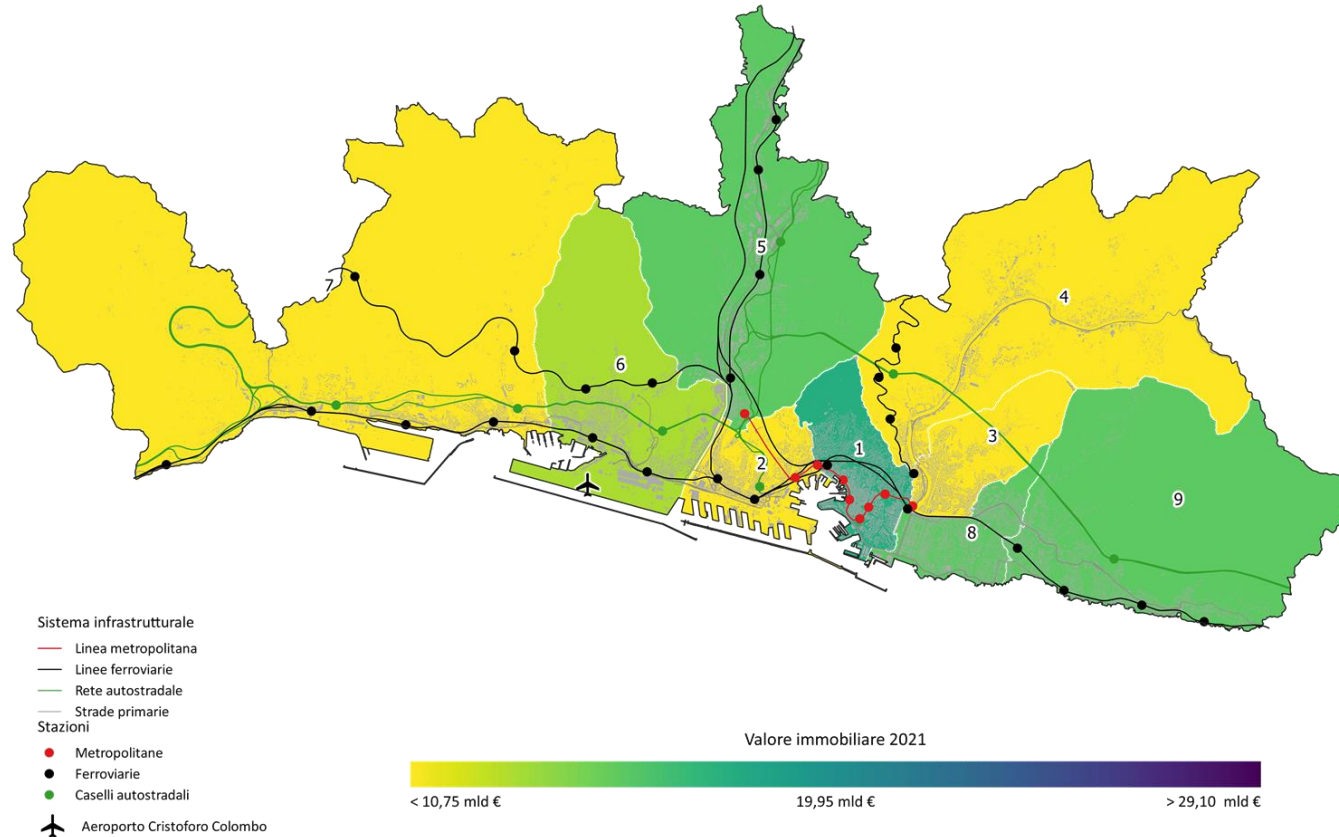 5
4
7
6
3
1
2
9
8
Sistema infrastrutturale
Linea metropolitana
Linee ferroviarie
Rete autostradale
Strade primarie
Stazioni
Metropolitane
Ferroviarie
Caselli autostradali
Aeroporto Cristoforo Colombo
Valore immobiliare 2021
< 10,75 mld € 19,95 mld € > 29,10 mld €